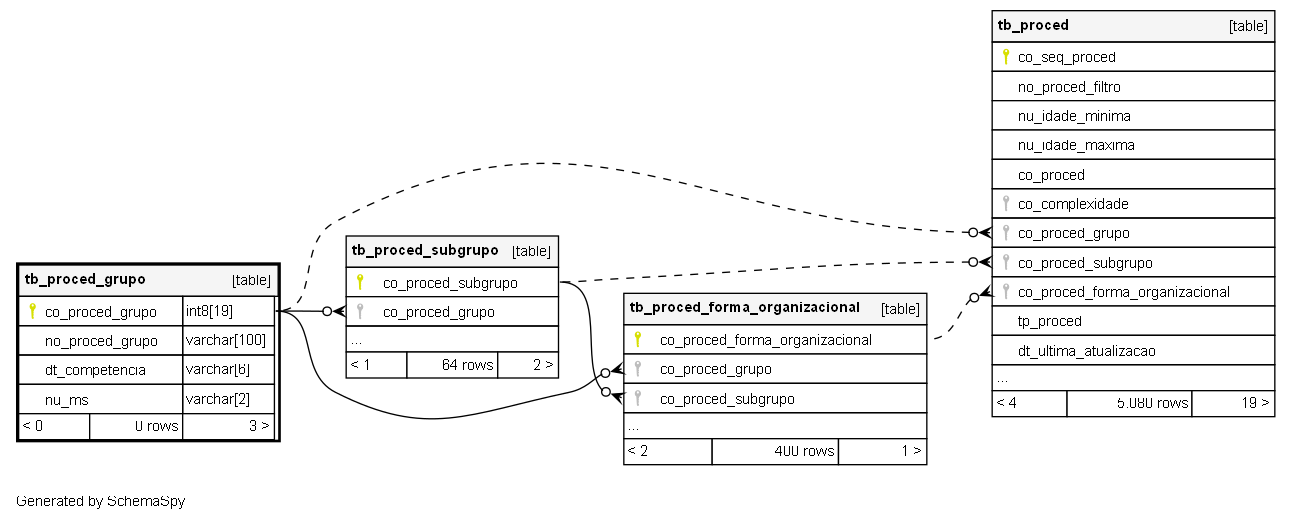 tb_proced [table]
co_seq_proced
no_proced_filtro
nu_idade_minima
nu_idade_maxima
co_proced
co_complexidade
co_proced_grupo
co_proced_subgrupo
co_proced_forma_organizacional
tp_proced
dt_ultima_atualizacao
...
< 4 5.080 rows 19 >
tb_proced_subgrupo [table]
co_proced_subgrupo
co_proced_grupo
...
< 1 64 rows 2 >
tb_proced_grupo [table]
co_proced_grupo int8[19]
no_proced_grupo varchar[100]
dt_competencia varchar[6]
nu_ms varchar[2]
< 0 0 rows 3 >
tb_proced_forma_organizacional [table]
co_proced_forma_organizacional
co_proced_grupo
co_proced_subgrupo
...
< 2 400 rows 1 >
Generated by SchemaSpy